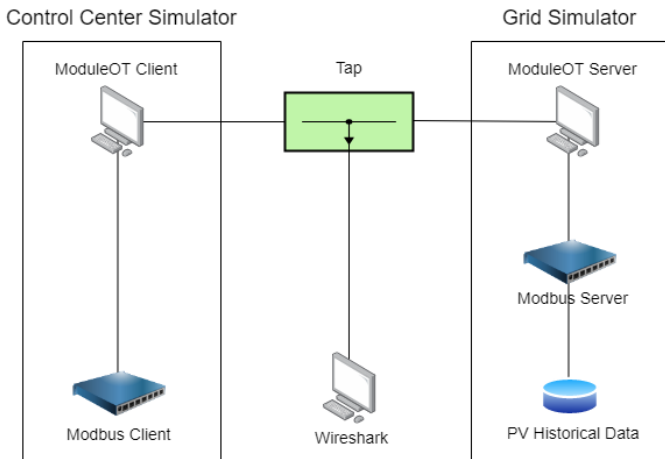 Control Center Simulator
Grid Simulator
ModuleOT Client
Tap
ModuleOT Server
Modbus Server
Modbus Client
Wireshark
PV Historical Data